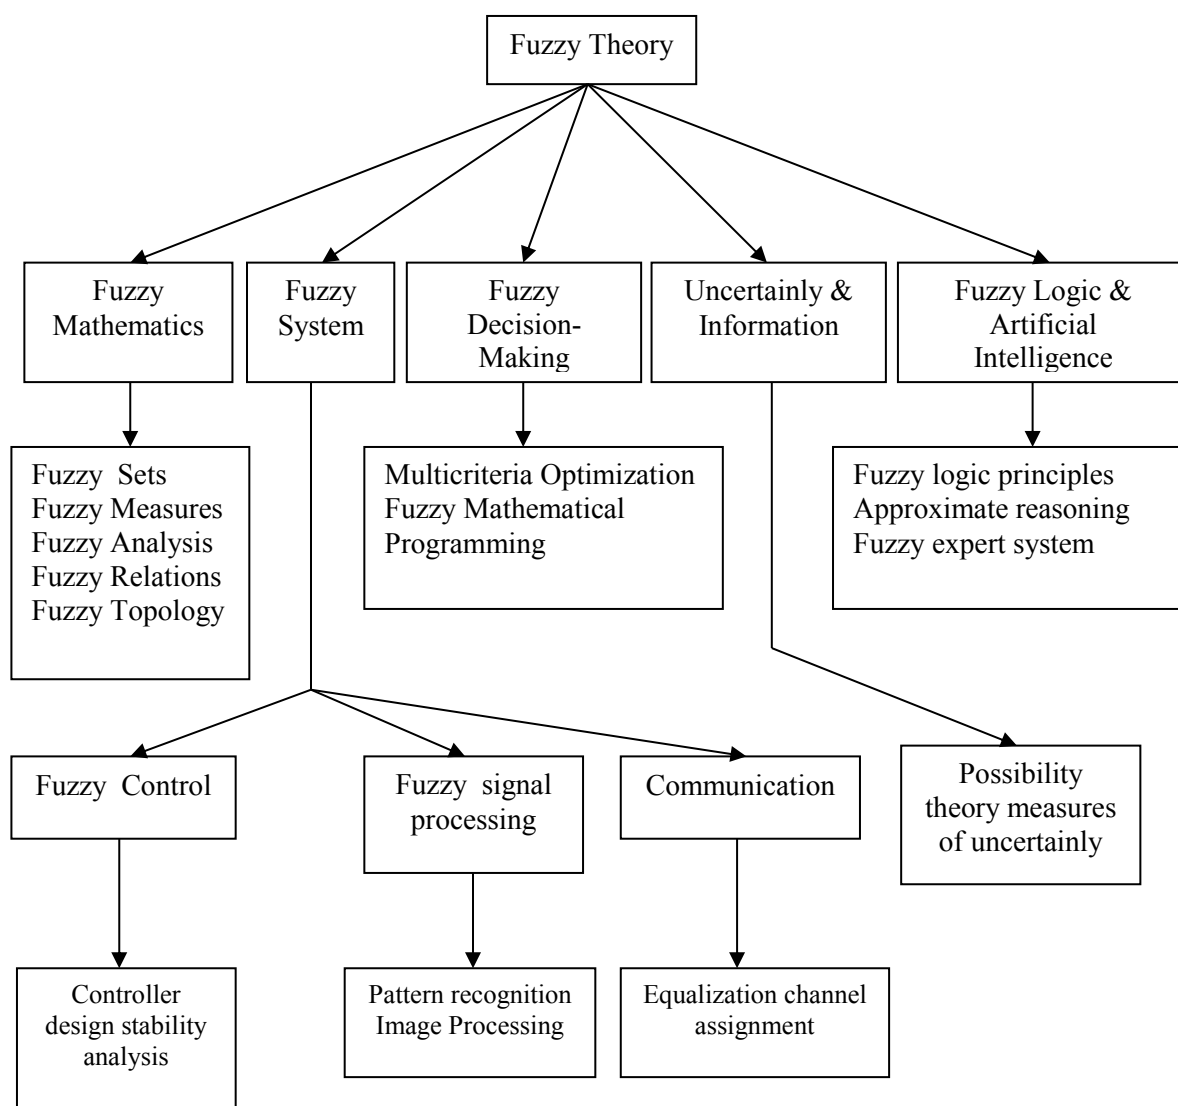 Fuzzy Theory
Fuzzy
Mathematics
Fuzzy
System
Fuzzy
Decision-
Making
Uncertainly &
Information
Fuzzy Logic &
Artificial
Intelligence
Fuzzy Sets
Fuzzy Measures
Fuzzy Analysis
Fuzzy Relations
Fuzzy Topology
Multicriteria Optimization
Fuzzy Mathematical
Programming
Fuzzy logic principles
Approximate reasoning
Fuzzy expert system
Fuzzy Control
Fuzzy signal
processing
Communication
Possibility
theory measures
of uncertainly
Controller
design stability
analysis
Pattern recognition
Image Processing
Equalization channel
assignment